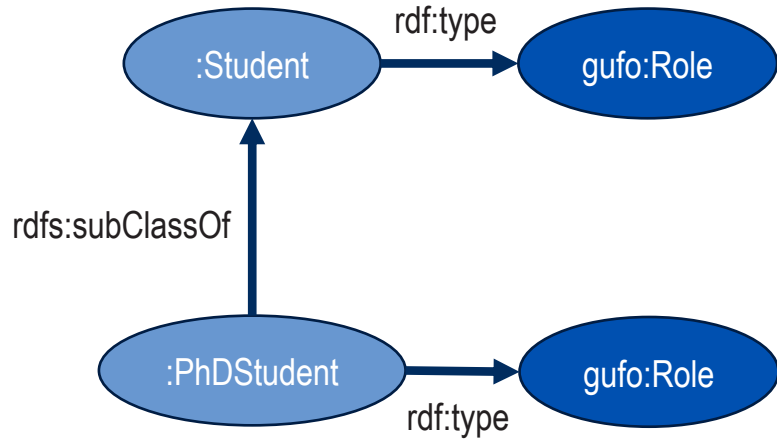 rdf:type
:Student
gufo:Role
rdfs:subClassOf
:PhDStudent
gufo:Role
rdf:type